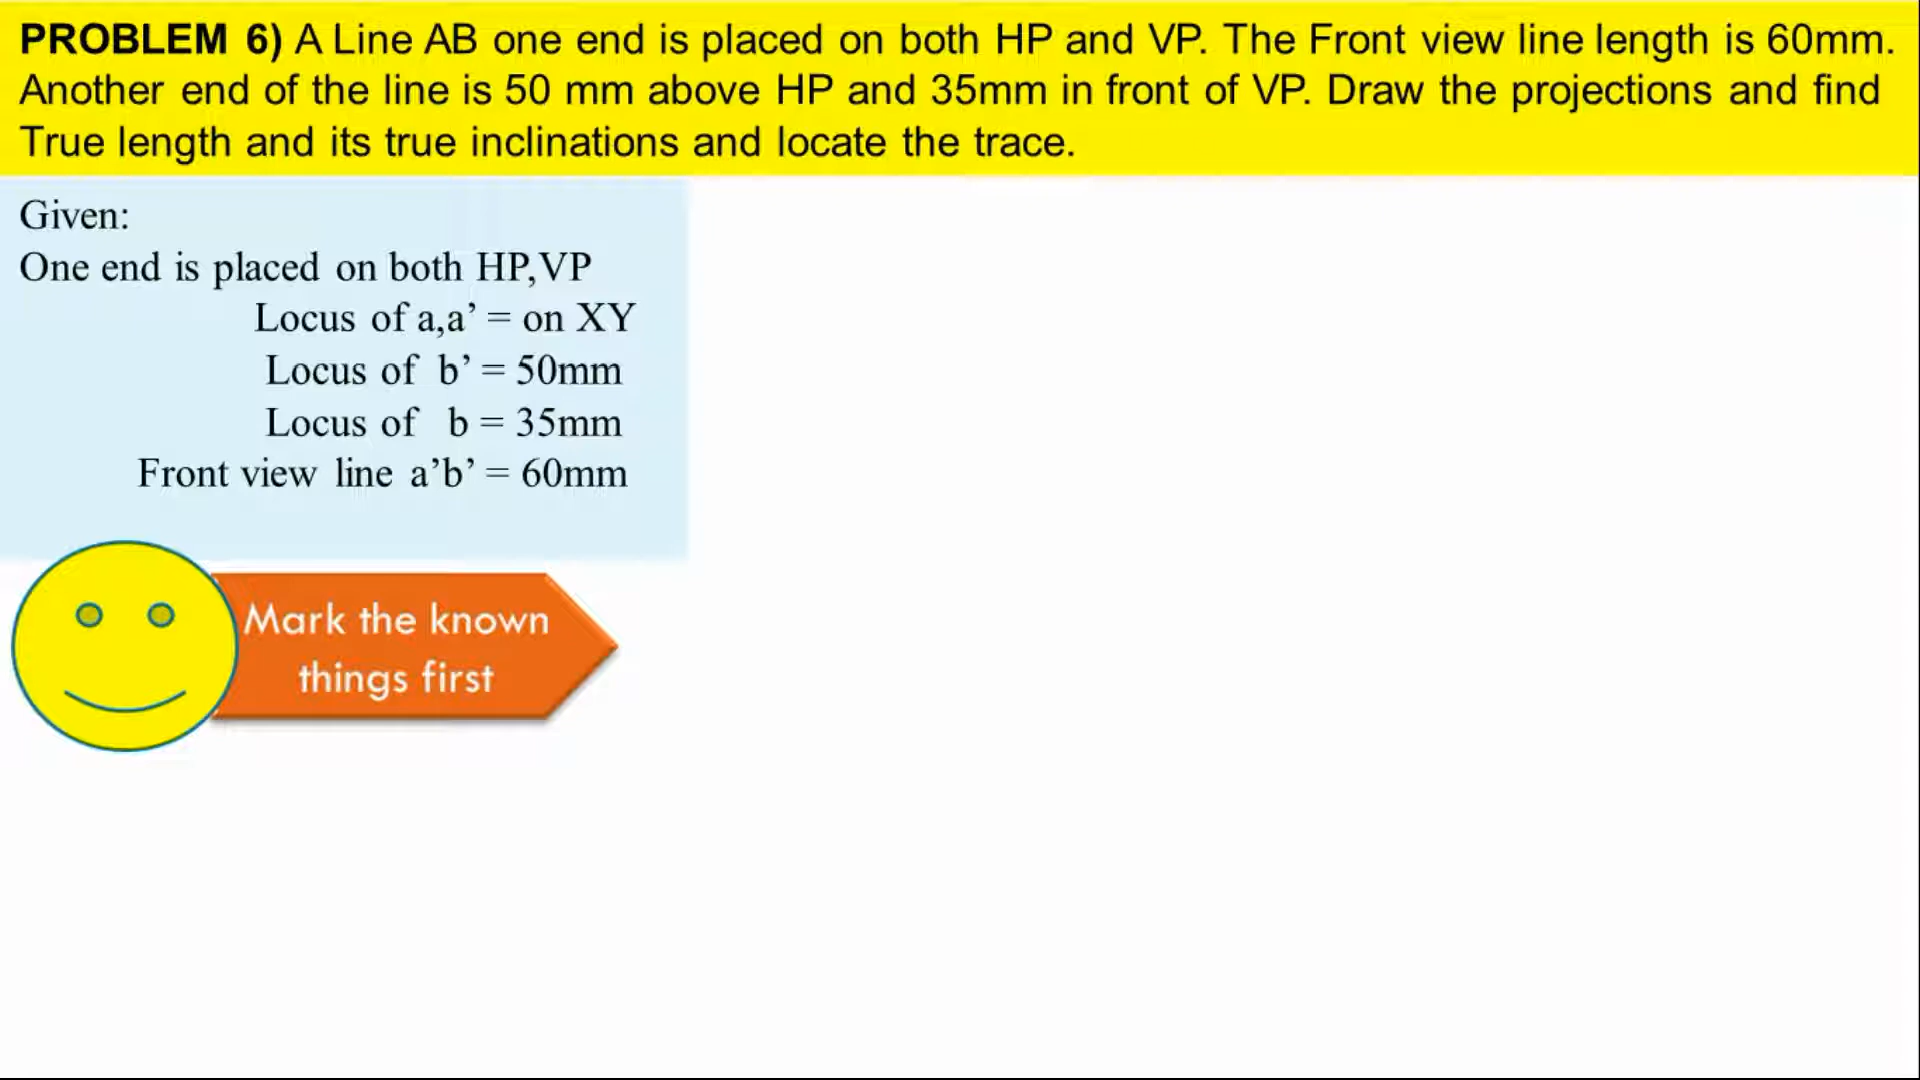 PROBLEM 6) A Line AB one end is placed on both HP and VP. The Front view line length is 60mm.
Another end of the line is 50 mm above HP and 35mm in front of VP. Draw the projections and find
True length and its true inclinations and locate the trace.
Given:
One end is placed on both HP,VP
Locus of a,a’ = on XY
Locus of b’ = 50mm
Locus of b = 35mm
Front view line a’b’ = 60mm
Mark the known
things first